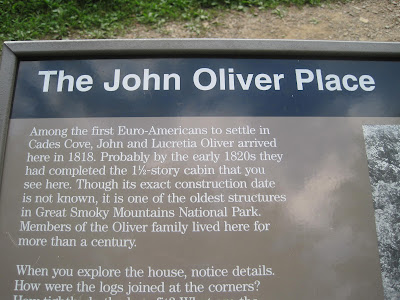 The John Oliver Place
Among the first Euro-Americans to settle in
Cades Cove, John and Lucretia Oliver arrived
here in 1818. Probably by the early 1820s they
had completed the 1½-story cabin that you
see here. Though its exact construction date
is not known, it is one of the oldest structures
in Great Smoky Mountains National Park.
Members of the Oliver family lived here for
more than a century.
When you explore the house, notice details.
How were the logs joined at the corners?